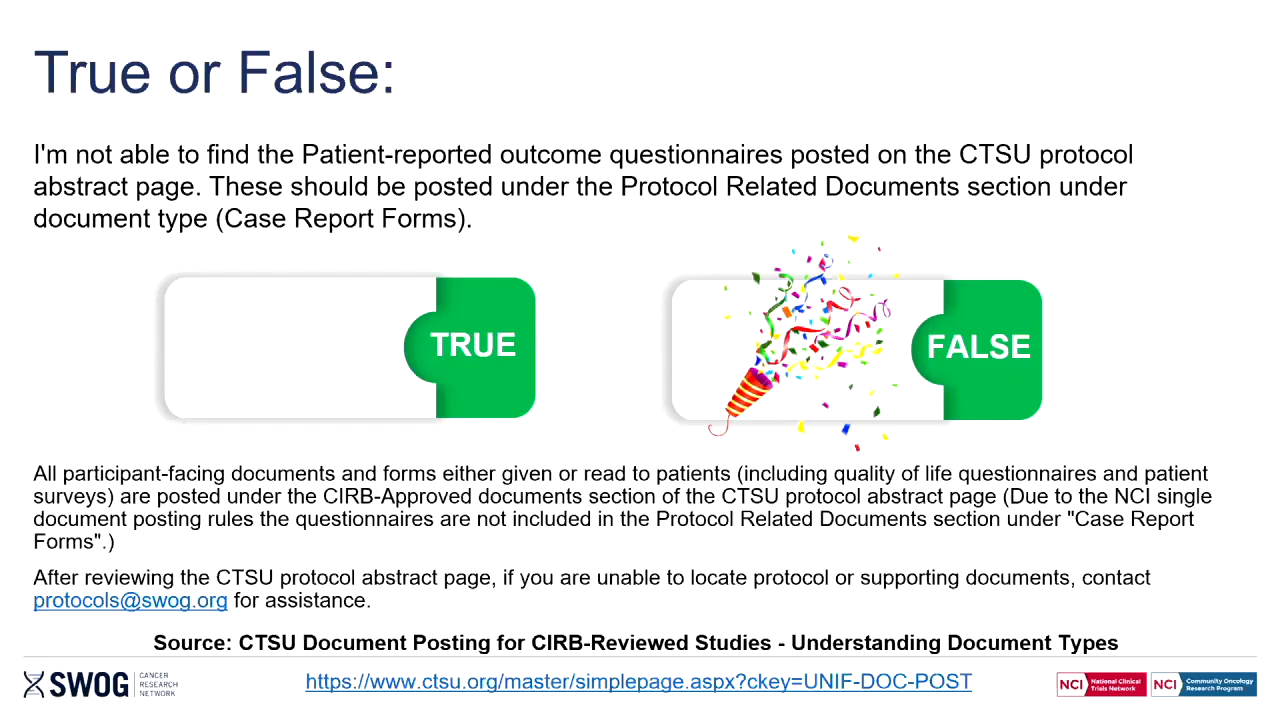 True or False:
I'm not able to find the Patient-reported outcome questionnaires posted on the CTSU protocol
abstract page. These should be posted under the Protocol Related Documents section under
document type (Case Report Forms).
TRUE
FALSE
All participant-facing documents and forms either given or read to patients (including quality of life questionnaires and patient
surveys) are posted under the CIRB-Approved documents section of the CTSU protocol abstract page (Due to the NCI single
document posting rules the questionnaires are not included in the Protocol Related Documents section under "Case Report
Forms".)
After reviewing the CTSU protocol abstract page, if you are unable to locate protocol or supporting documents, contact
protocols@swog.org for assistance.
Source: CTSU Document Posting for CIRB-Reviewed Studies - Understanding Document Types
SWOG
CANCER
RESEARCH
NETWORK
https://www.ctsu.org/master/simplepage.aspx?ckey=UNIF-DOC-POST
NCI
National Clinical
Trials Network
NCI
Community Oncology
Research Program